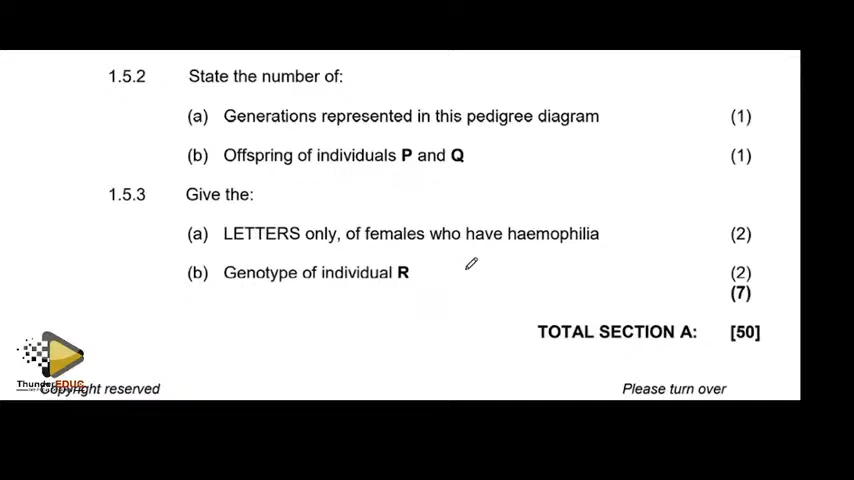 1.5.2 State the number of:
(a) Generations represented in this pedigree diagram (1)
(b) Offspring of individuals P and Q (1)
1.5.3 Give the:
(a) LETTERS only, of females who have haemophilia (2)
(b) Genotype of individual R (2)
(7)
TOTAL SECTION A: [50]
ThunderEDUC
Copyright reserved Please turn over